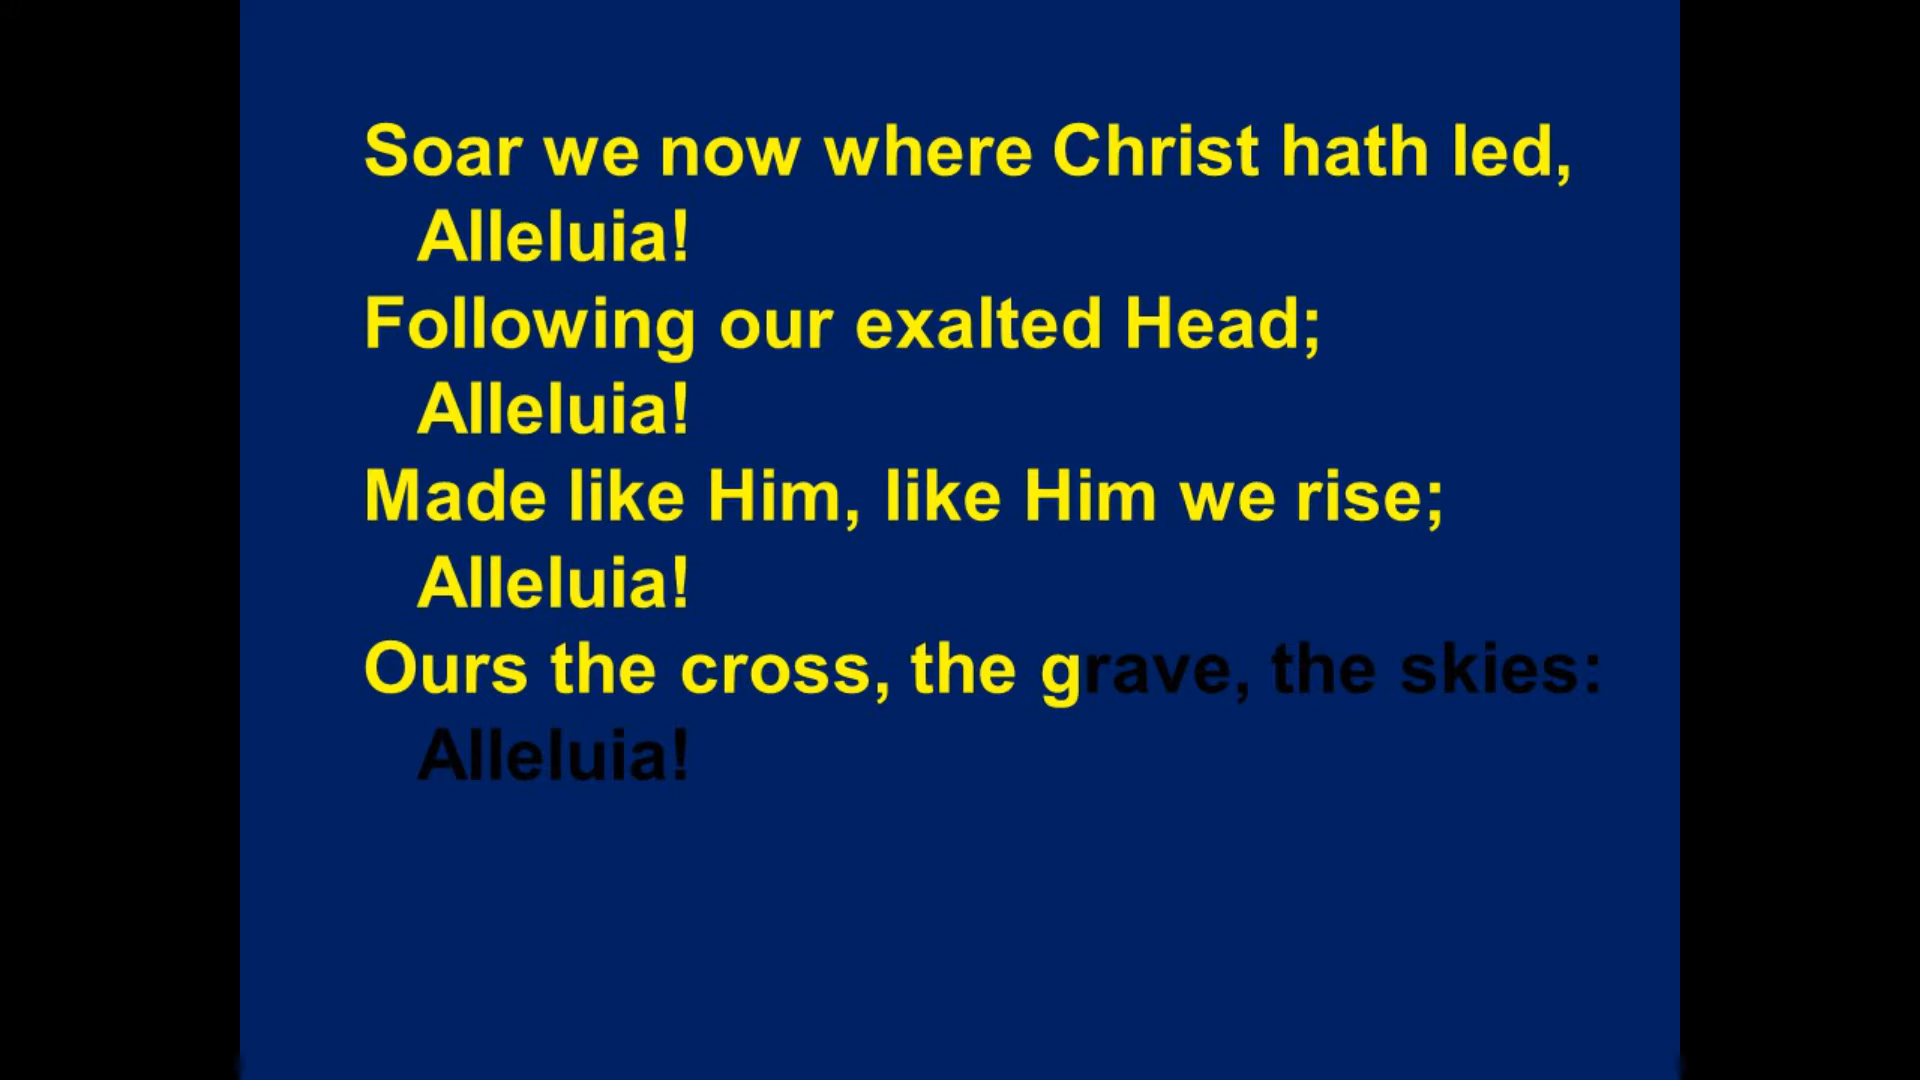 Soar we now where Christ hath led,
Alleluia!
Following our exalted Head;
Alleluia!
Made like Him, like Him we rise;
Alleluia!
Ours the cross, the grave, the skies:
Alleluia!